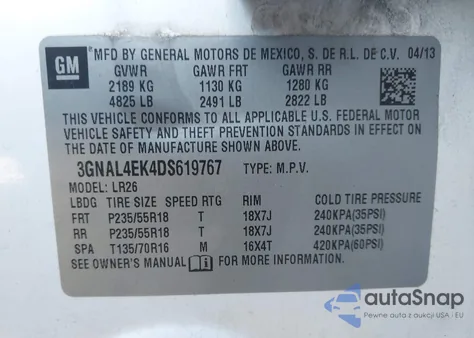 GM MFD BY GENERAL MOTORS DE MEXICO, S. DE R.L. DE C.V. 04/13
GVWR GAWR FRT GAWR RR
2189 KG 1130 KG 1280 KG
4825 LB 2491 LB 2822 LB
THIS VEHICLE CONFORMS TO ALL APPLICABLE U.S. FEDERAL MOTOR
VEHICLE SAFETY AND THEFT PREVENTION STANDARDS IN EFFECT ON
THE DATE OF MANUFACTURE SHOWN ABOVE.
3GNAL4EK4DS619767 TYPE: M.P.V.
MODEL: LR26
LBDG TIRE SIZE SPEED RTG RIM COLD TIRE PRESSURE
FRT P235/55R18 T 18X7J 240KPA(35PSI)
RR P235/55R18 T 18X7J 240KPA(35PSI)
SPA T135/70R16 M 16X4T 420KPA(60PSI)
SEE OWNER'S MANUAL FOR MORE INFORMATION
autoSnap
Pewne zakupy z aukcji USA - EU